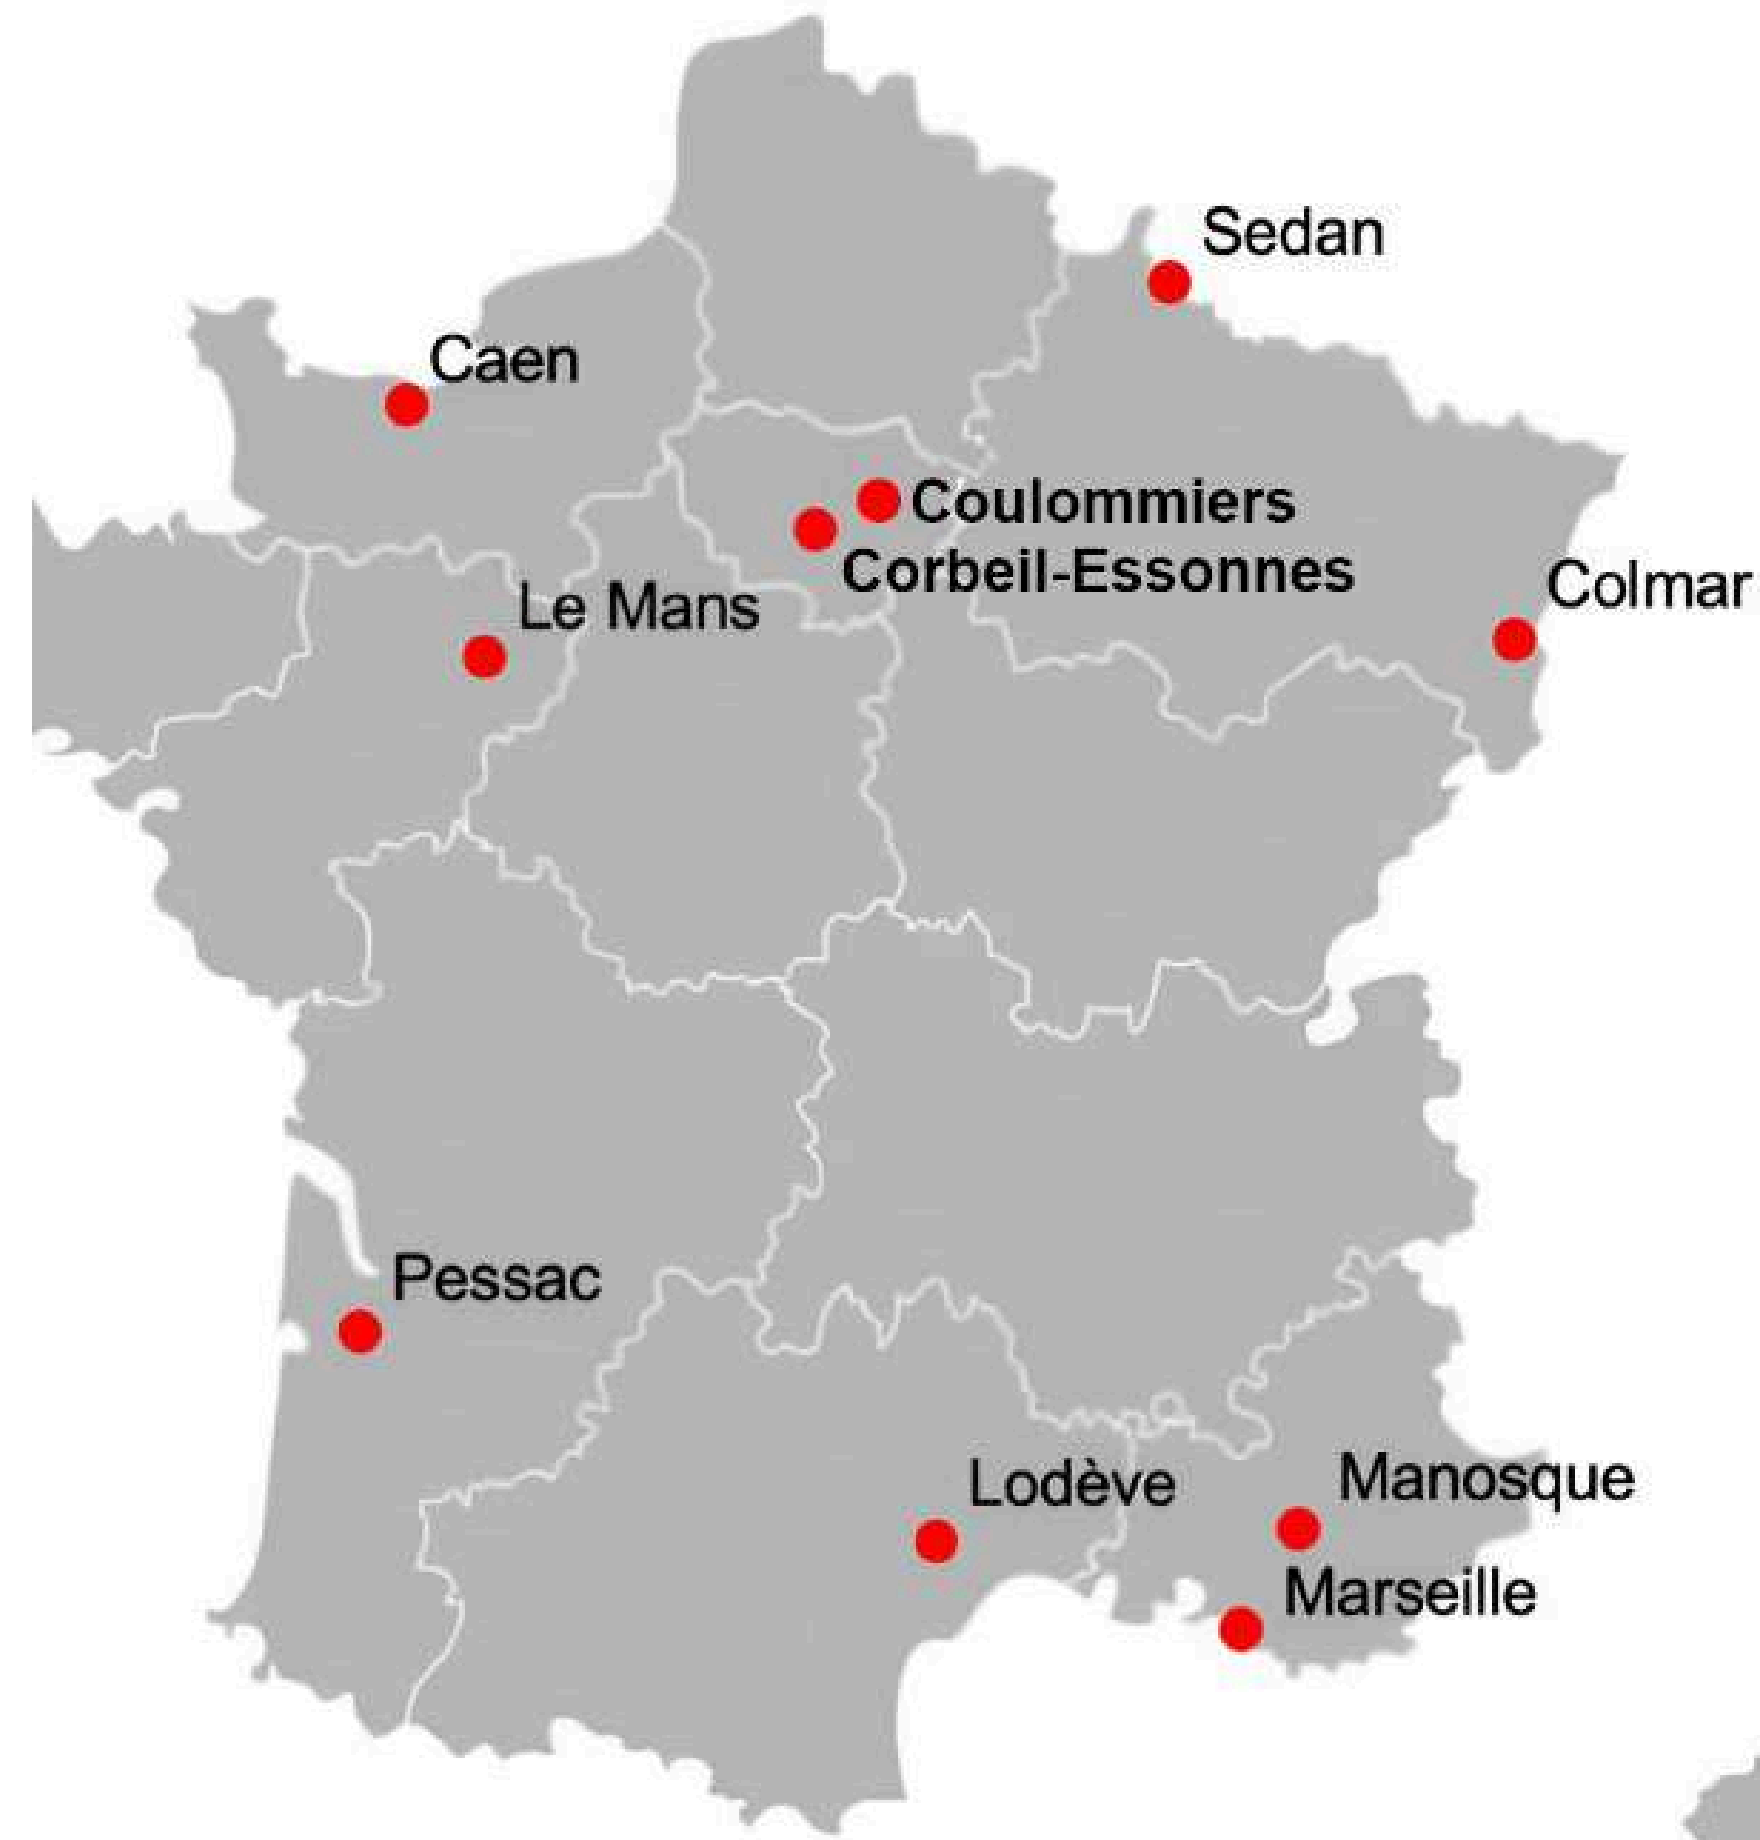 Sedan
Caen
Coulommiers
Corbeil-Essonnes
Colmar
Le Mans
Pessac
Lodève
Manosque
Marseille